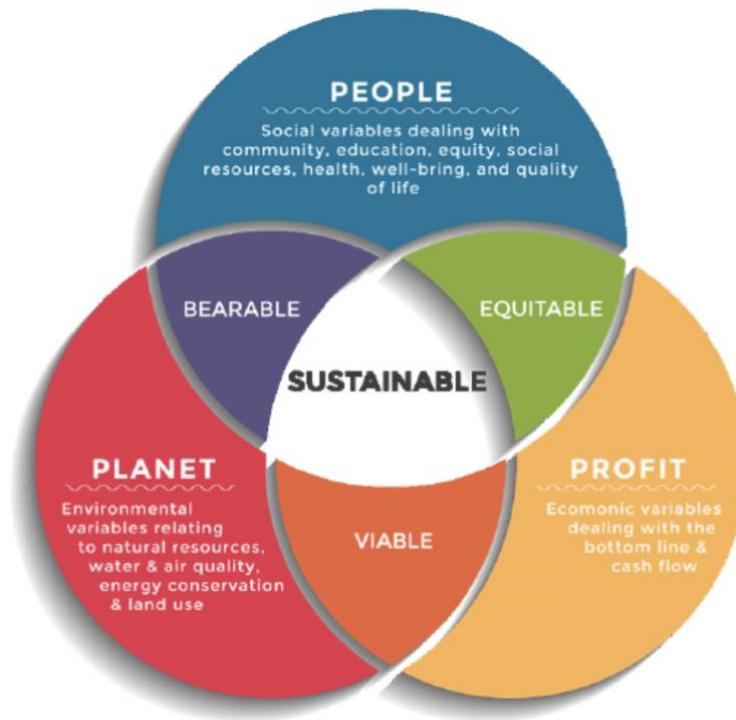 PEOPLE
Social variables dealing with
community, education, equity, social
resources, health, well-bring, and quality
of life
BEARABLE
EQUITABLE
SUSTAINABLE
PLANET
Environmental
variables relating
to natural resources,
water & air quality,
energy conservation
& land use
PROFIT
Ecomonic variables
dealing with the
bottom line &
cash flow
VIABLE